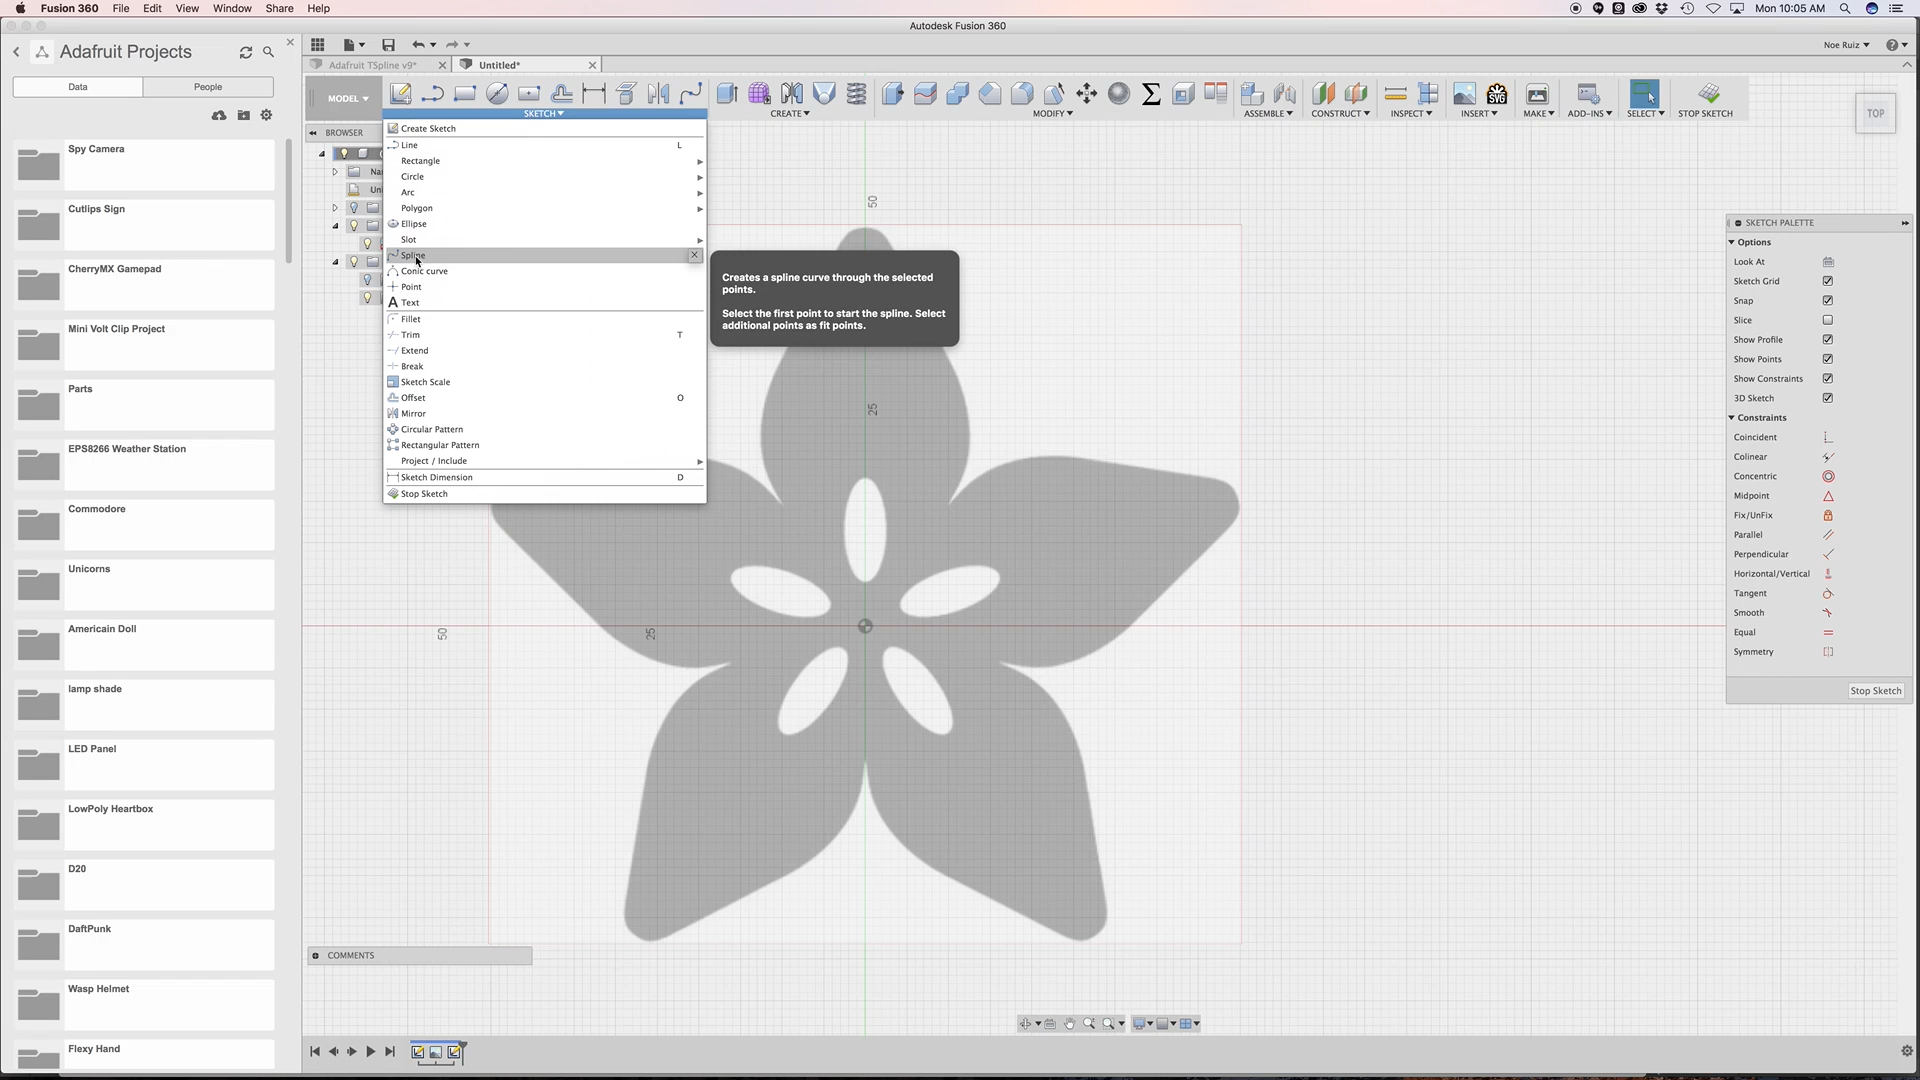 Fusion 360 File Edit View Window Share Help
Mon 10:05 AM
Autodesk Fusion 360
Adafruit Projects
Noe Ruiz
Adafruit TSpline v9*
Untitled*
Data
People
MODEL
SKETCH
CREATE
MODIFY
ASSEMBLE
CONSTRUCT
INSPECT
INSERT
MAKE
ADD-INS
SELECT
STOP SKETCH
TOP
BROWSER
Create Sketch
Line L
Rectangle
Circle
Arc
Polygon
Ellipse
Slot
Spline
Conic curve
Point
Text
Fillet
Trim T
Extend
Break
Sketch Scale
Offset O
Mirror
Circular Pattern
Rectangular Pattern
Project / Include
Sketch Dimension D
Stop Sketch
Creates a spline curve through the selected
points.
Select the first point to start the spline. Select
additional points as fit points.
Spy Camera
Cutlips Sign
CherryMX Gamepad
Mini Volt Clip Project
Parts
EPS8266 Weather Station
Commodore
Unicorns
Americain Doll
lamp shade
LED Panel
LowPoly Heartbox
D20
DaftPunk
Wasp Helmet
Flexy Hand
50
25
50
25
SKETCH PALETTE
Options
Look At
Sketch Grid
Snap
Slice
Show Profile
Show Points
Show Constraints
3D Sketch
Constraints
Coincident
Colinear
Concentric
Midpoint
Fix/UnFix
Parallel
Perpendicular
Horizontal/Vertical
Tangent
Smooth
Equal
Symmetry
Stop Sketch
COMMENTS